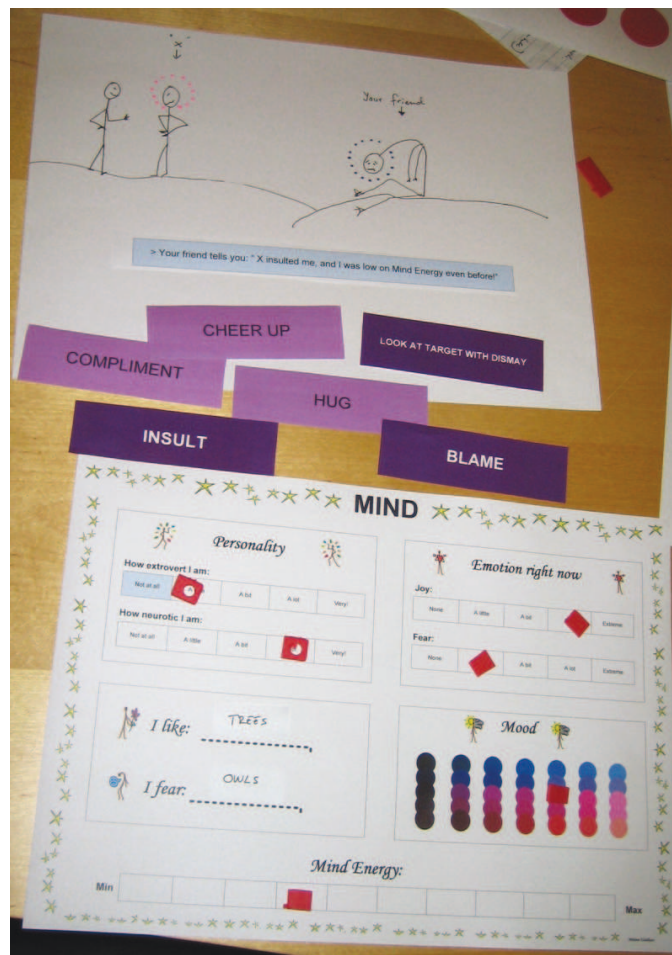 "x"
Your friend
> Your friend tells you: " X insulted me, and I was low on Mind Energy even before!"
CHEER UP
LOOK AT TARGET WITH DISMAY
COMPLIMENT
HUG
INSULT
BLAME
MIND
Personality
How extrovert I am:
Not at all A bit A bit Very!
How neurotic I am:
Not at all A little A bit Very!
Emotion right now
Joy:
None A little A bit Extreme
Fear:
None A bit A bit Extreme
I like: TREES
I fear: OWLS
Mood
Mind Energy:
Min Max